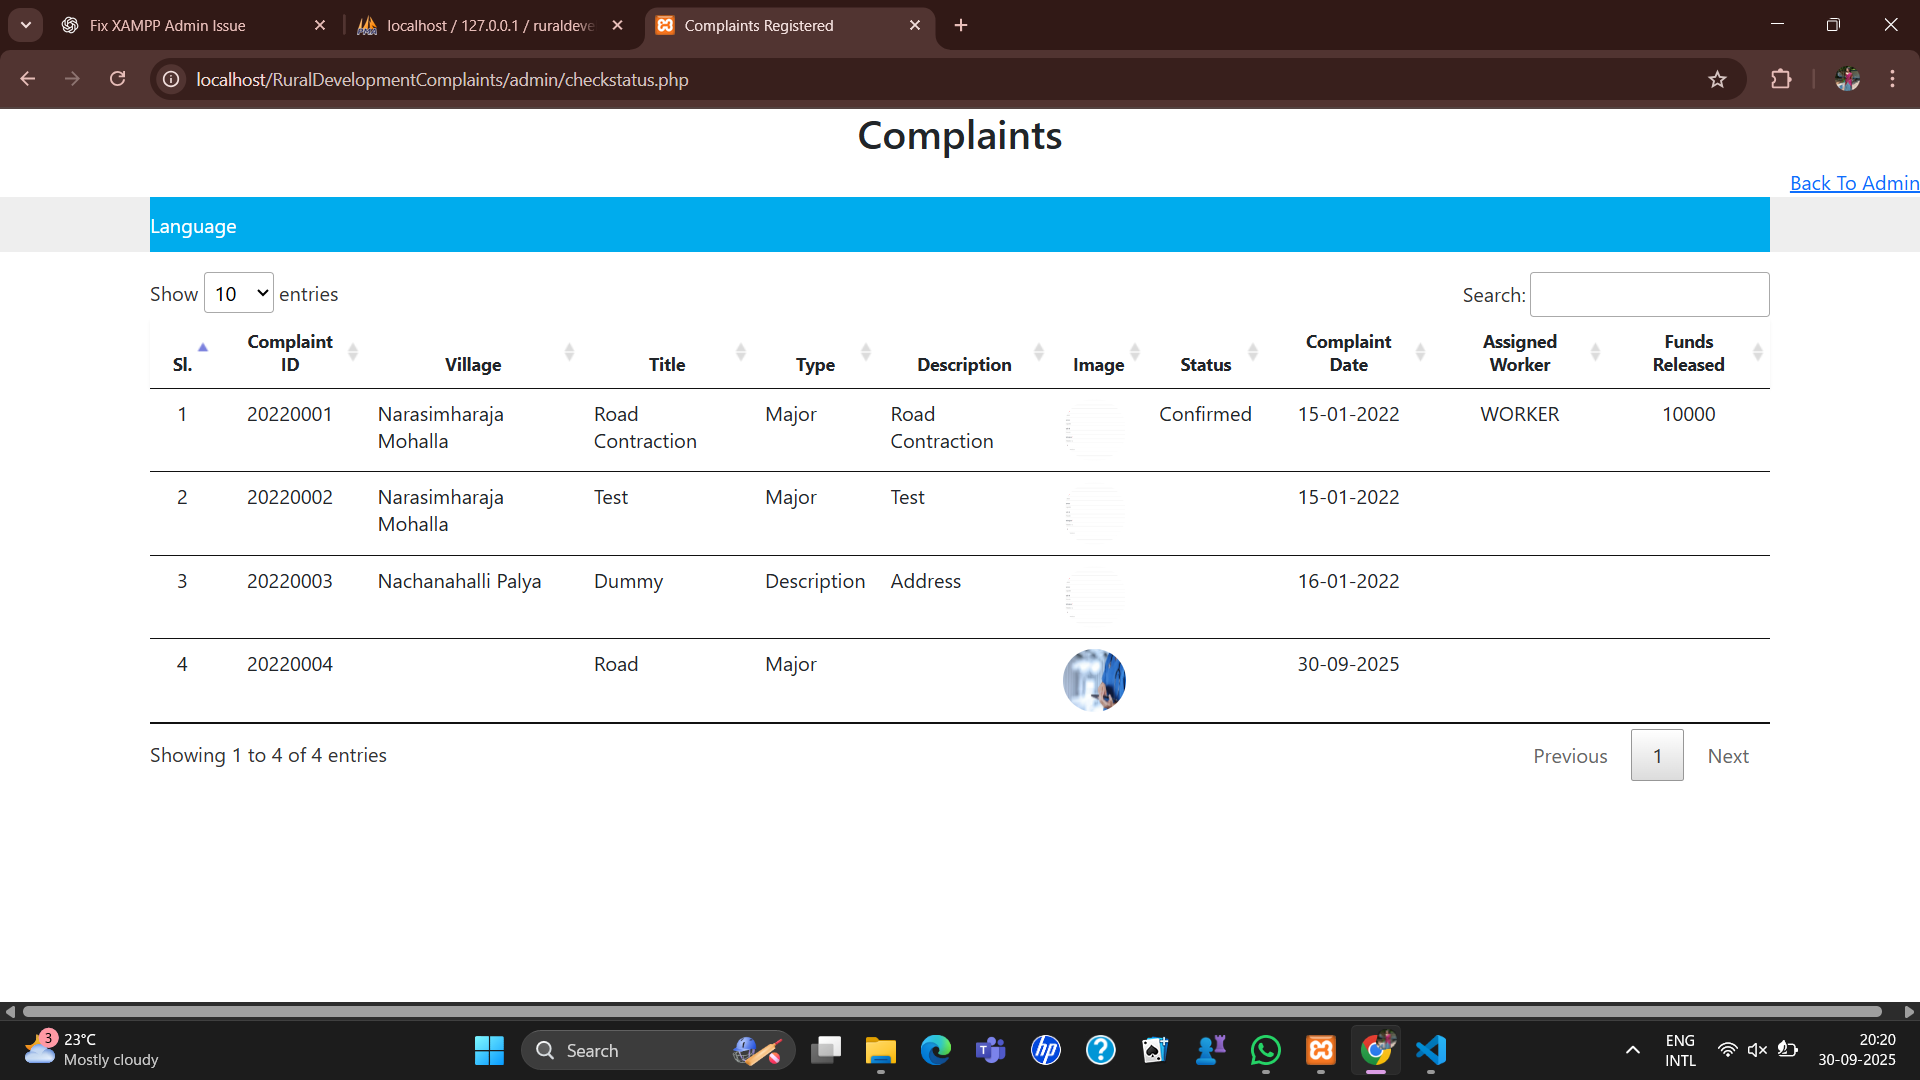 Fix XAMPP Admin Issue
localhost / 127.0.0.1 / ruraldeve
Complaints Registered
localhost/RuralDevelopmentComplaints/admin/checkstatus.php
Complaints
Back To Admin
Language
Show 10 entries
Search:
Sl. Complaint ID Village Title Type Description Image Status Complaint Date Assigned Worker Funds Released
1 20220001 Narasimharaja Mohalla Road Contraction Major Road Contraction Confirmed 15-01-2022 WORKER 10000
2 20220002 Narasimharaja Mohalla Test Major Test 15-01-2022
3 20220003 Nachanahalli Palya Dummy Description Address 16-01-2022
4 20220004 Road Major 30-09-2025
Showing 1 to 4 of 4 entries
Previous 1 Next
3
23°C
Mostly cloudy
Search
ENG
INTL
20:20
30-09-2025